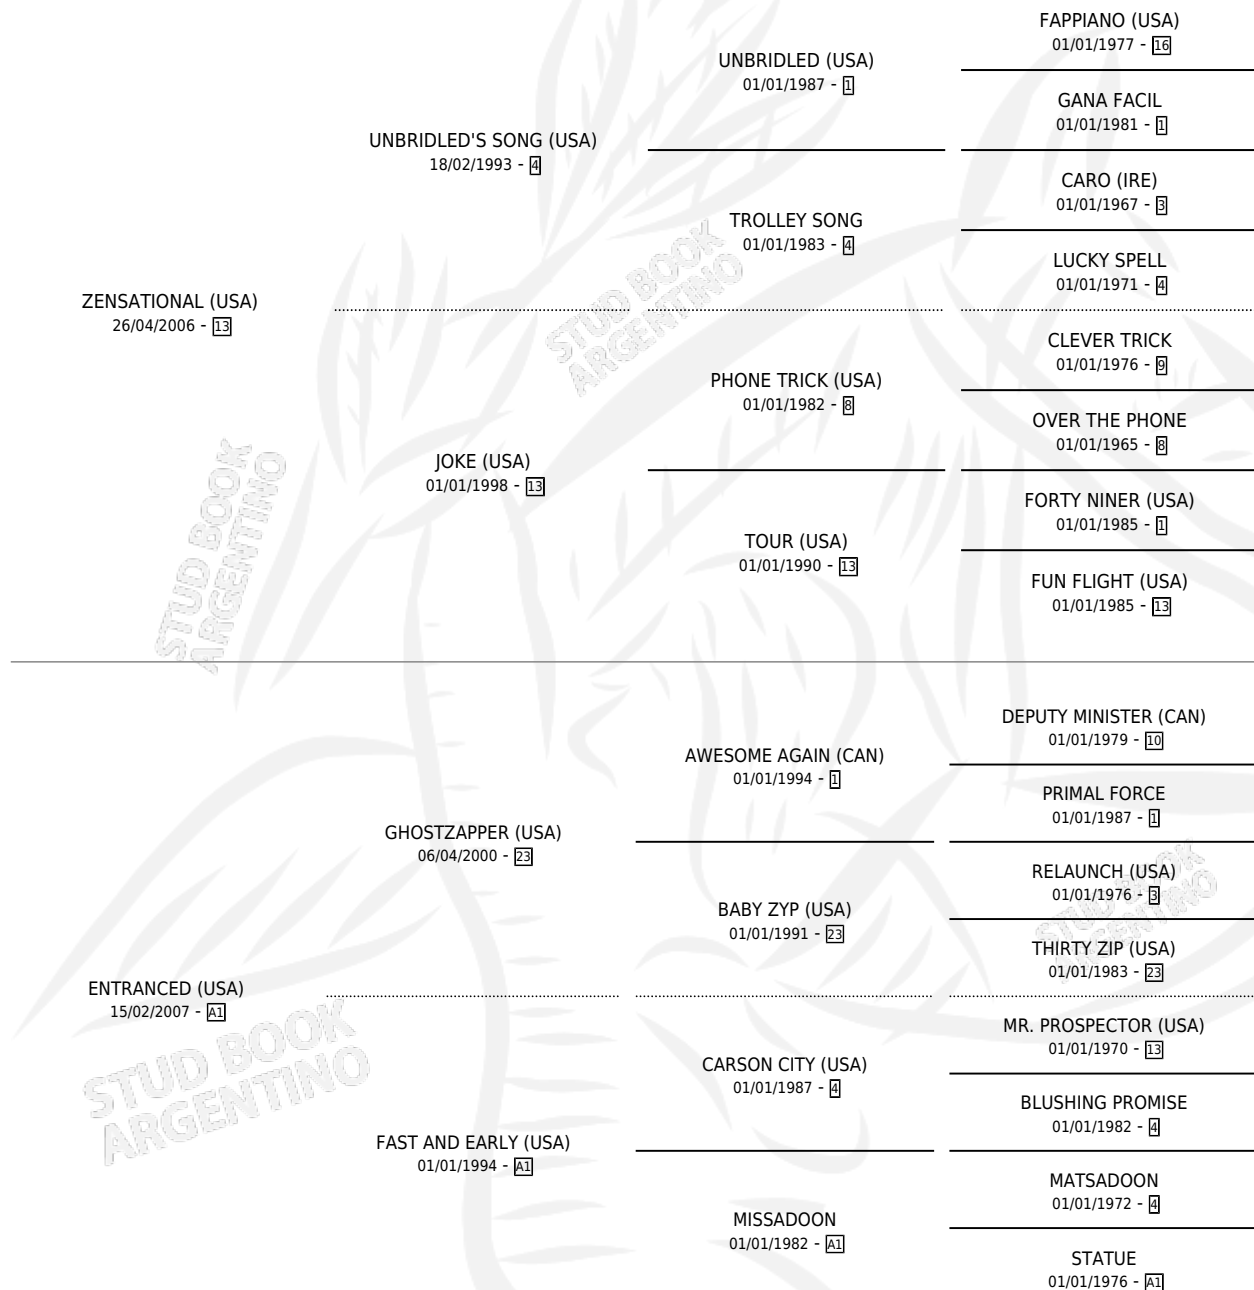 FAPPIANO (USA)
01/01/1977 - 16
UNBRIDLED (USA)
01/01/1987 - 1
GANA FACIL
01/01/1981 - 1
UNBRIDLED'S SONG (USA)
18/02/1993 - 4
CARO (IRE)
01/01/1967 - 3
TROLLEY SONG
01/01/1983 - 4
LUCKY SPELL
01/01/1971 - 4
ZENSATIONAL (USA)
26/04/2006 - 13
STUD BOOK
ARGENTINO
CLEVER TRICK
01/01/1976 - 9
PHONE TRICK (USA)
01/01/1982 - 8
OVER THE PHONE
01/01/1965 - 8
JOKE (USA)
01/01/1998 - 13
FORTY NINER (USA)
01/01/1985 - 1
TOUR (USA)
01/01/1990 - 13
FUN FLIGHT (USA)
01/01/1985 - 13
STUD BOOK
ARGENTINO
DEPUTY MINISTER (CAN)
01/01/1979 - 10
AWESOME AGAIN (CAN)
01/01/1994 - 1
PRIMAL FORCE
01/01/1987 - 1
GHOSTZAPPER (USA)
06/04/2000 - 23
RELAUNCH (USA)
01/01/1976 - 3
BABY ZYP (USA)
01/01/1991 - 23
STUD BOOK
ARGENTINO
THIRTY ZIP (USA)
01/01/1983 - 23
ENTRANCED (USA)
15/02/2007 - A1
MR. PROSPECTOR (USA)
01/01/1970 - 13
STUD BOOK
ARGENTINO
CARSON CITY (USA)
01/01/1987 - 4
BLUSHING PROMISE
01/01/1982 - 4
FAST AND EARLY (USA)
01/01/1994 - A1
MATSADOON
01/01/1972 - 4
MISSADOON
01/01/1982 - A1
STATUE
01/01/1976 - A1